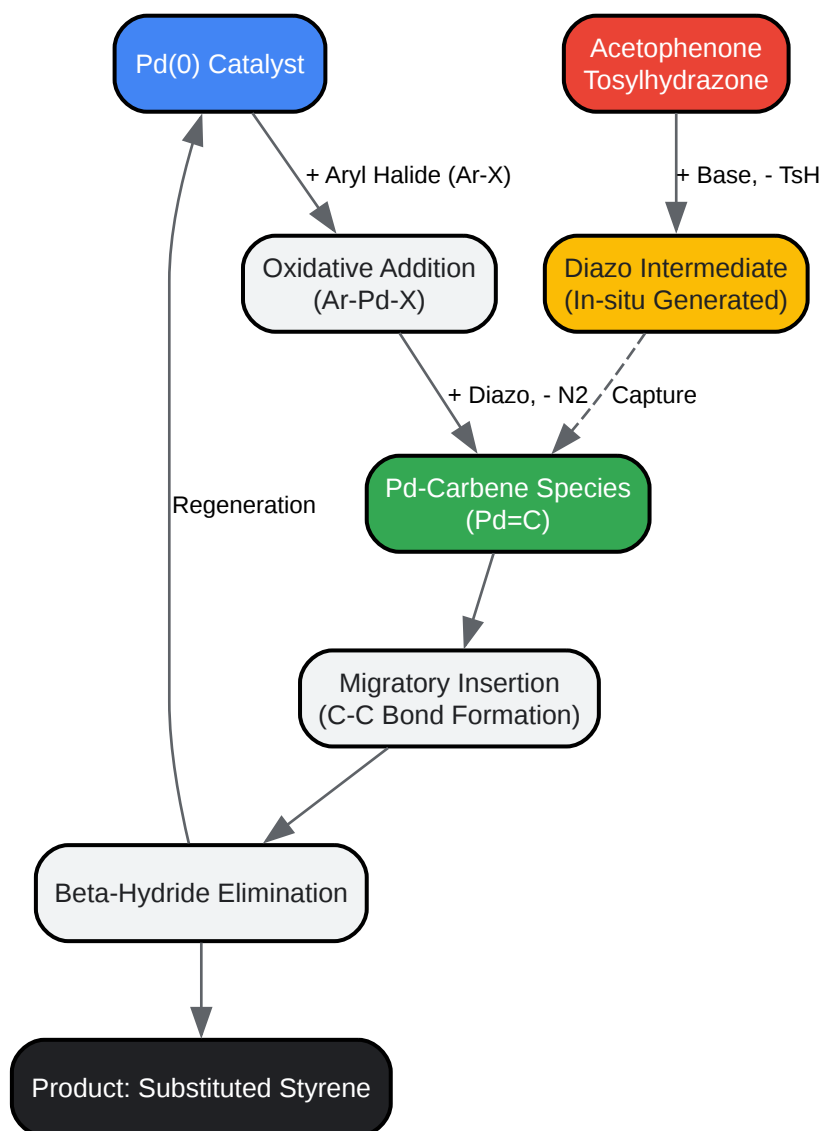 Pd(0) Catalyst
Acetophenone
Tosylhydrazone
+ Aryl Halide (Ar-X)
+ Base, - TsH
Oxidative Addition
(Ar-Pd-X)
Diazo Intermediate
(In-situ Generated)
+ Diazo, - N2
Capture
Pd-Carbene Species
(Pd=C)
Regeneration
Migratory Insertion
(C-C Bond Formation)
Beta-Hydride Elimination
Product: Substituted Styrene